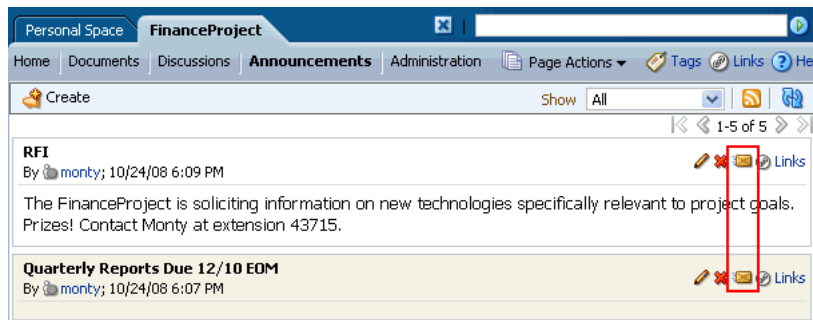 Personal Space FinanceProject
Home Documents Discussions Announcements Administration Page Actions Tags Links He
Create Show All
1-5 of 5
RFI
By monty; 10/24/08 6:09 PM Links
The FinanceProject is soliciting information on new technologies specifically relevant to project goals.
Prizes! Contact Monty at extension 43715.
Quarterly Reports Due 12/10 EOM
By monty; 10/24/08 6:07 PM Links